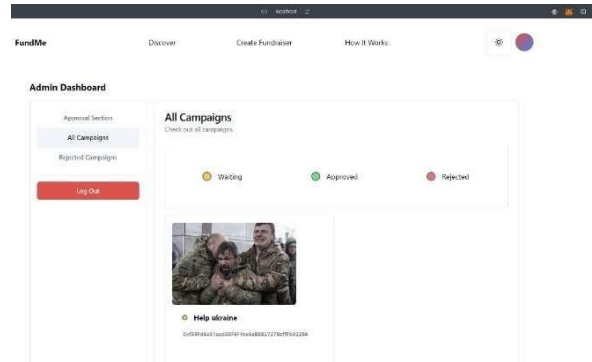 localhost
FundMe Discover Create Fundraiser How It Works
Admin Dashboard
Approval Section
All Campaigns
Rejected Campaigns
Log Out
All Campaigns
Check out all campaigns.
Waiting Approved Rejected
Help ukraine